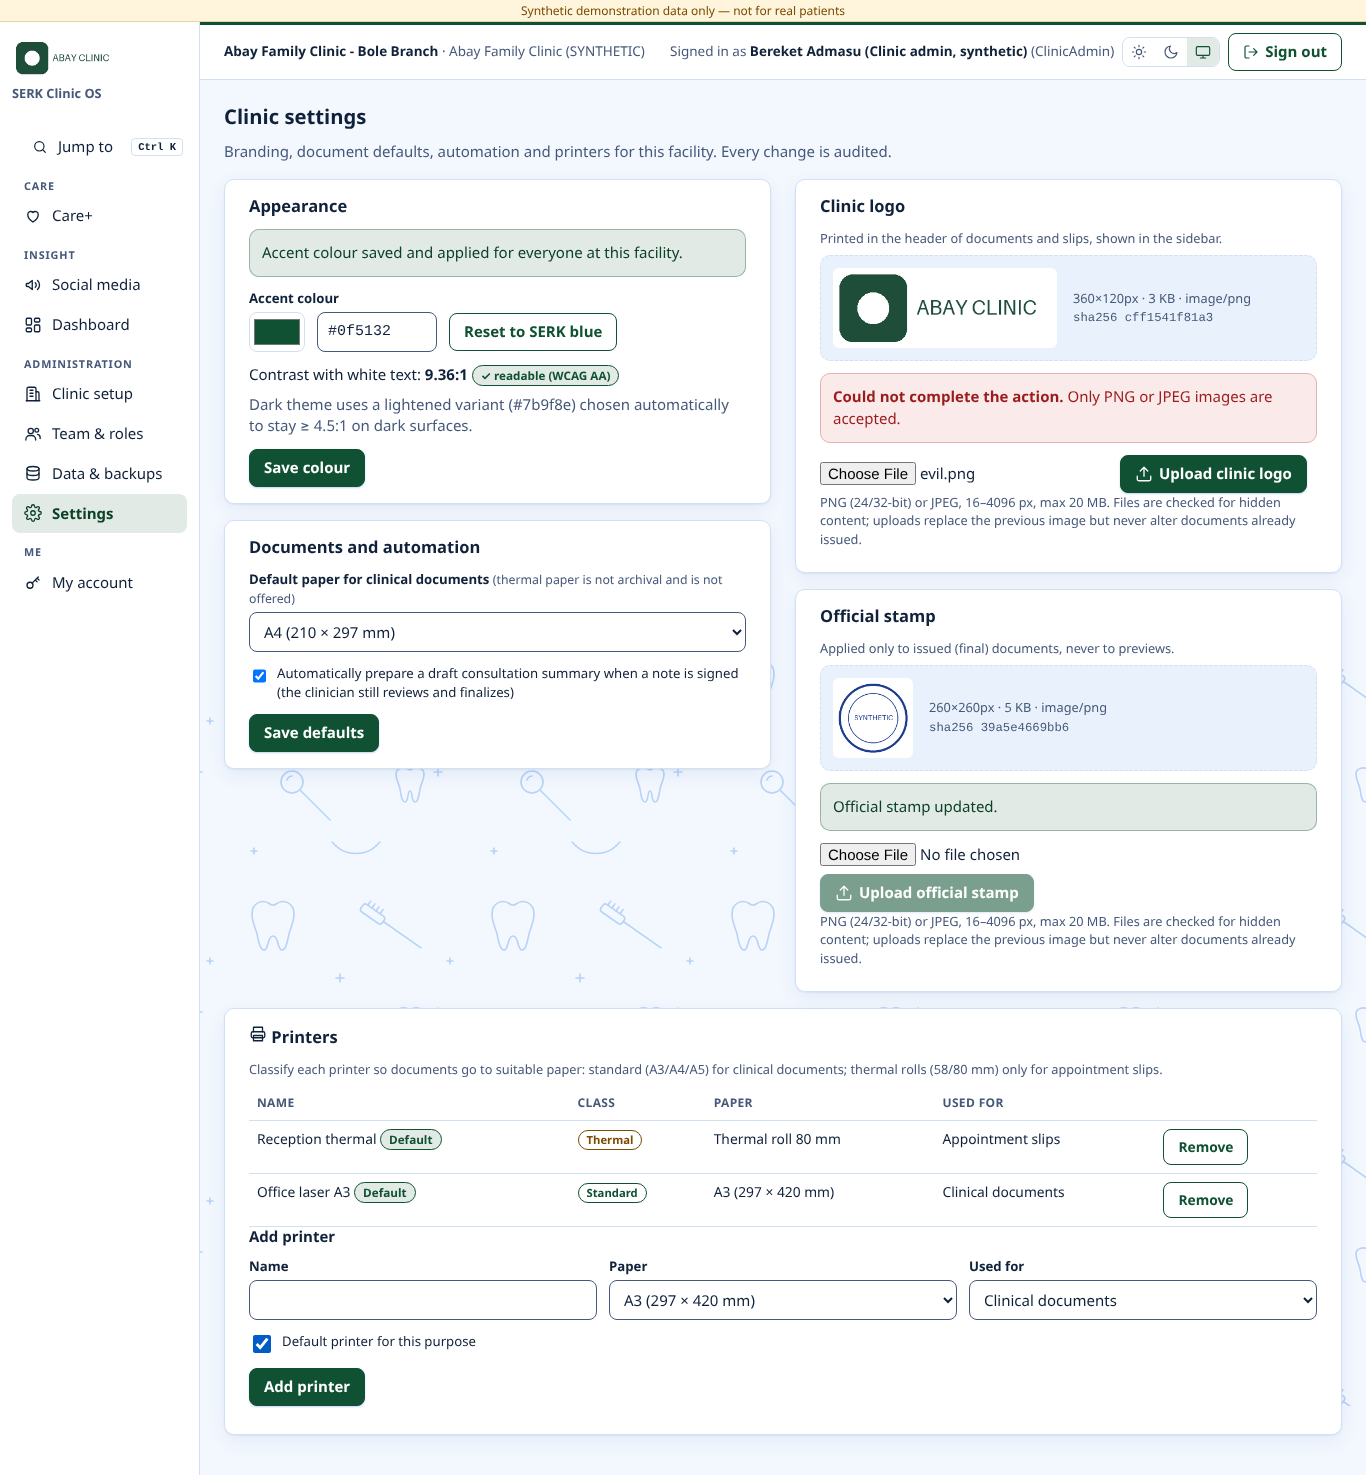 Synthetic demonstration data only — not for real patients
ABAY CLINIC
SERK Clinic OS
Jump to Ctrl K
CARE
Care+
INSIGHT
Social media
Dashboard
ADMINISTRATION
Clinic setup
Team & roles
Data & backups
Settings
ME
My account
Abay Family Clinic - Bole Branch · Abay Family Clinic (SYNTHETIC)
Signed in as Bereket Admasu (Clinic admin, synthetic) (ClinicAdmin)
Sign out
Clinic settings
Branding, document defaults, automation and printers for this facility. Every change is audited.
Appearance
Accent colour saved and applied for everyone at this facility.
Accent colour
#0f5132
Reset to SERK blue
Contrast with white text: 9.36:1 ✓ readable (WCAG AA)
Dark theme uses a lightened variant (#7b9f8e) chosen automatically
to stay ≥ 4.5:1 on dark surfaces.
Save colour
Documents and automation
Default paper for clinical documents (thermal paper is not archival and is not
offered)
A4 (210 × 297 mm)
Automatically prepare a draft consultation summary when a note is signed
(the clinician still reviews and finalizes)
Save defaults
Clinic logo
Printed in the header of documents and slips, shown in the sidebar.
ABAY CLINIC
360×120px · 3 KB · image/png
sha256 cff1541f81a3
Could not complete the action. Only PNG or JPEG images are
accepted.
Choose File evil.png
Upload clinic logo
PNG (24/32-bit) or JPEG, 16–4096 px, max 20 MB. Files are checked for hidden
content; uploads replace the previous image but never alter documents already
issued.
Official stamp
Applied only to issued (final) documents, never to previews.
SYNTHETIC
260×260px · 5 KB · image/png
sha256 39a5e4669bb6
Official stamp updated.
Choose File No file chosen
Upload official stamp
PNG (24/32-bit) or JPEG, 16–4096 px, max 20 MB. Files are checked for hidden
content; uploads replace the previous image but never alter documents already
issued.
Printers
Classify each printer so documents go to suitable paper: standard (A3/A4/A5) for clinical documents; thermal rolls (58/80 mm) only for appointment slips.
NAME CLASS PAPER USED FOR
Reception thermal Default Thermal Thermal roll 80 mm Appointment slips Remove
Office laser A3 Default Standard A3 (297 × 420 mm) Clinical documents Remove
Add printer
Name Paper Used for
A3 (297 × 420 mm) Clinical documents
Default printer for this purpose
Add printer